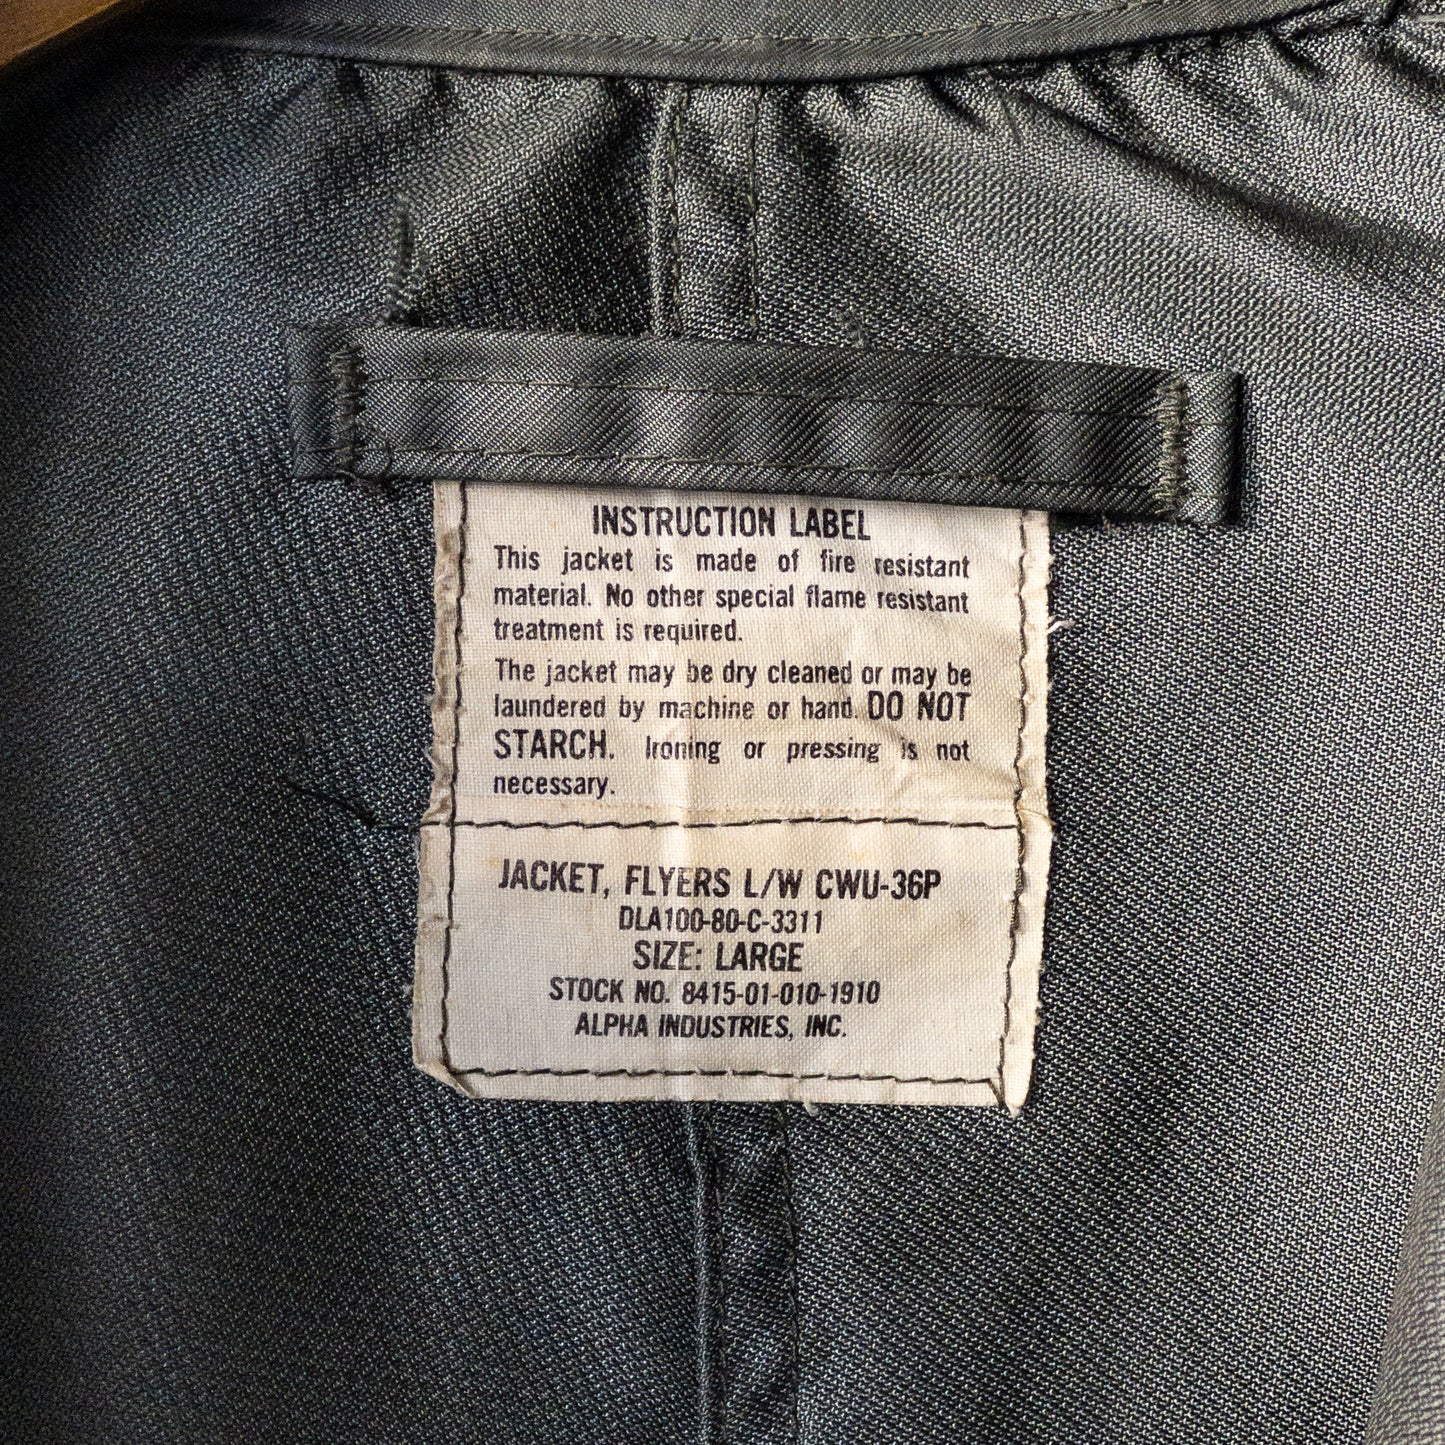 INSTRUCTION LABEL
This jacket is made of fire resistant
material. No other special flame resistant
treatment is required.
The jacket may be dry cleaned or may be
laundered by machine or hand. DO NOT
STARCH. Ironing or pressing is not
necessary.
JACKET, FLYERS L/W CWU-36P
DLA100-80-C-3311
SIZE: LARGE
STOCK NO. 8415-01-010-1910
ALPHA INDUSTRIES, INC.